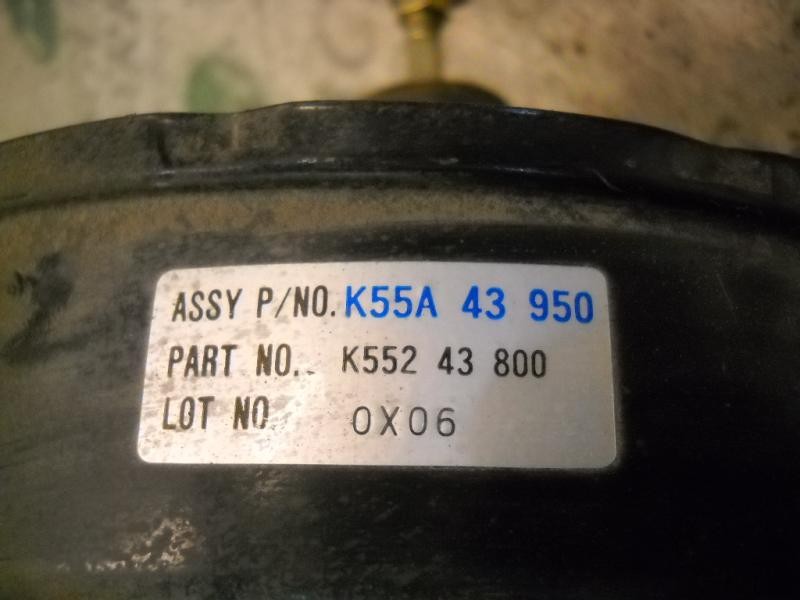 ASSY P/NO. K55A 43 950
PART NO. K552 43 800
LOT NO 0X06